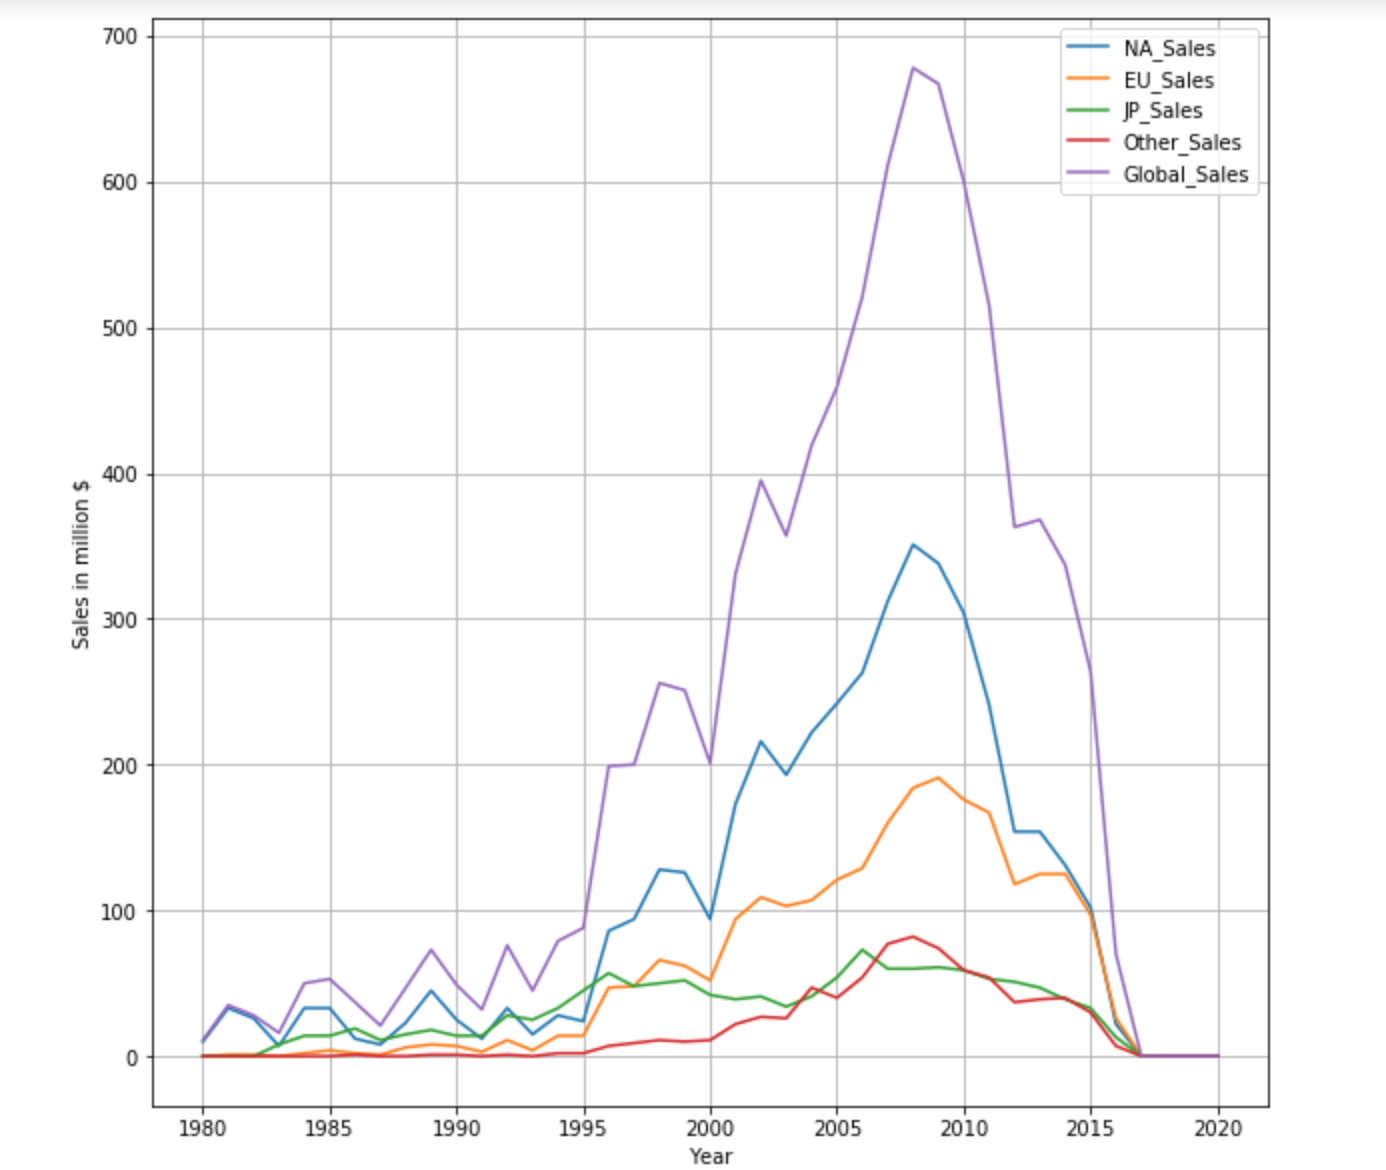 700
600
500
400
300
200
100
0
Sales in million $
NA_Sales
EU_Sales
JP_Sales
Other_Sales
Global_Sales
1980 1985 1990 1995 2000 2005 2010 2015 2020
Year